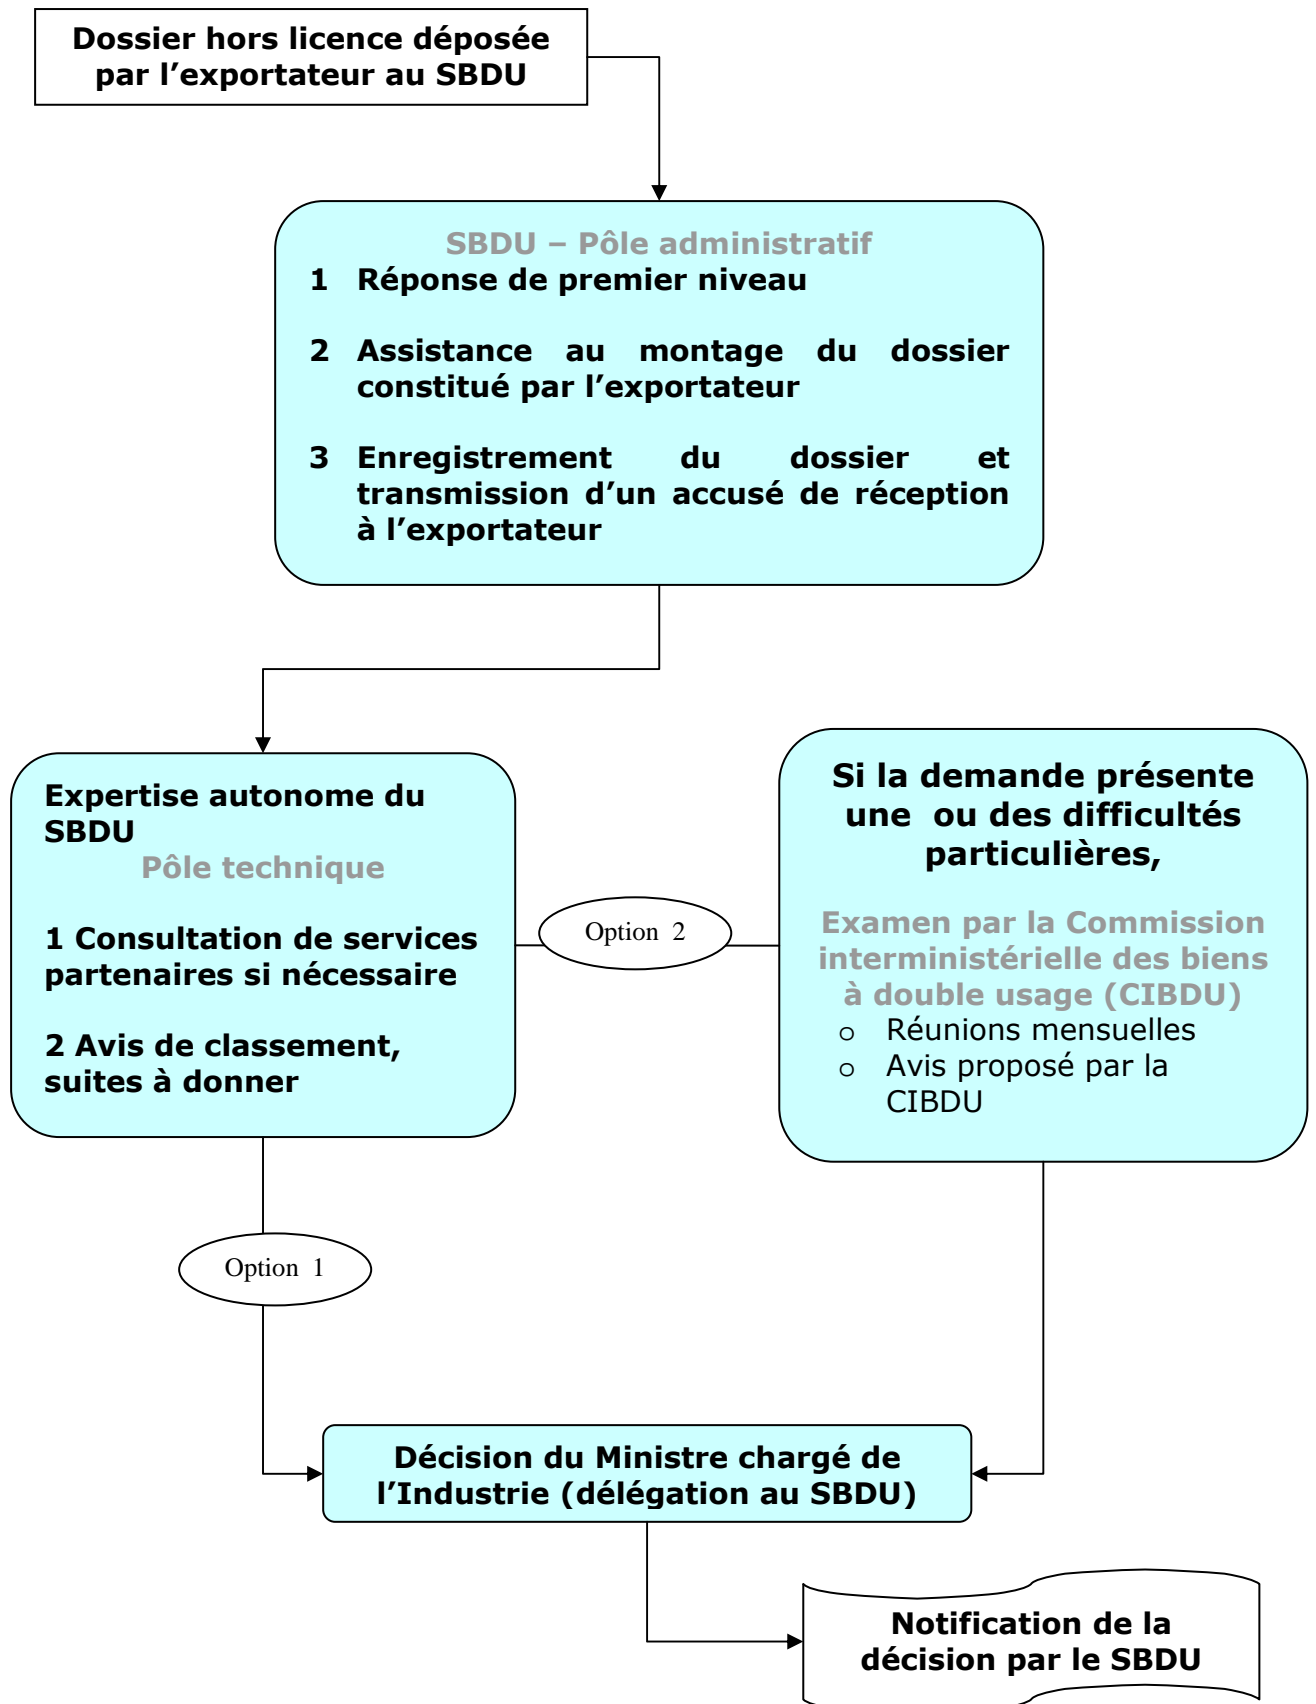 Dossier hors licence déposée
par l’exportateur au SBDU
SBDU – Pôle administratif
1 Réponse de premier niveau
2 Assistance au montage du dossier
constitué par l’exportateur
3 Enregistrement du dossier et
transmission d’un accusé de réception
à l’exportateur
Expertise autonome du
SBDU
Pôle technique
1 Consultation de services
partenaires si nécessaire
2 Avis de classement,
suites à donner
Option 2
Si la demande présente
une ou des difficultés
particulières,
Examen par la Commission
interministérielle des biens
à double usage (CIBDU)
o Réunions mensuelles
o Avis proposé par la
CIBDU
Option 1
Décision du Ministre chargé de
l’Industrie (délégation au SBDU)
Notification de la
décision par le SBDU